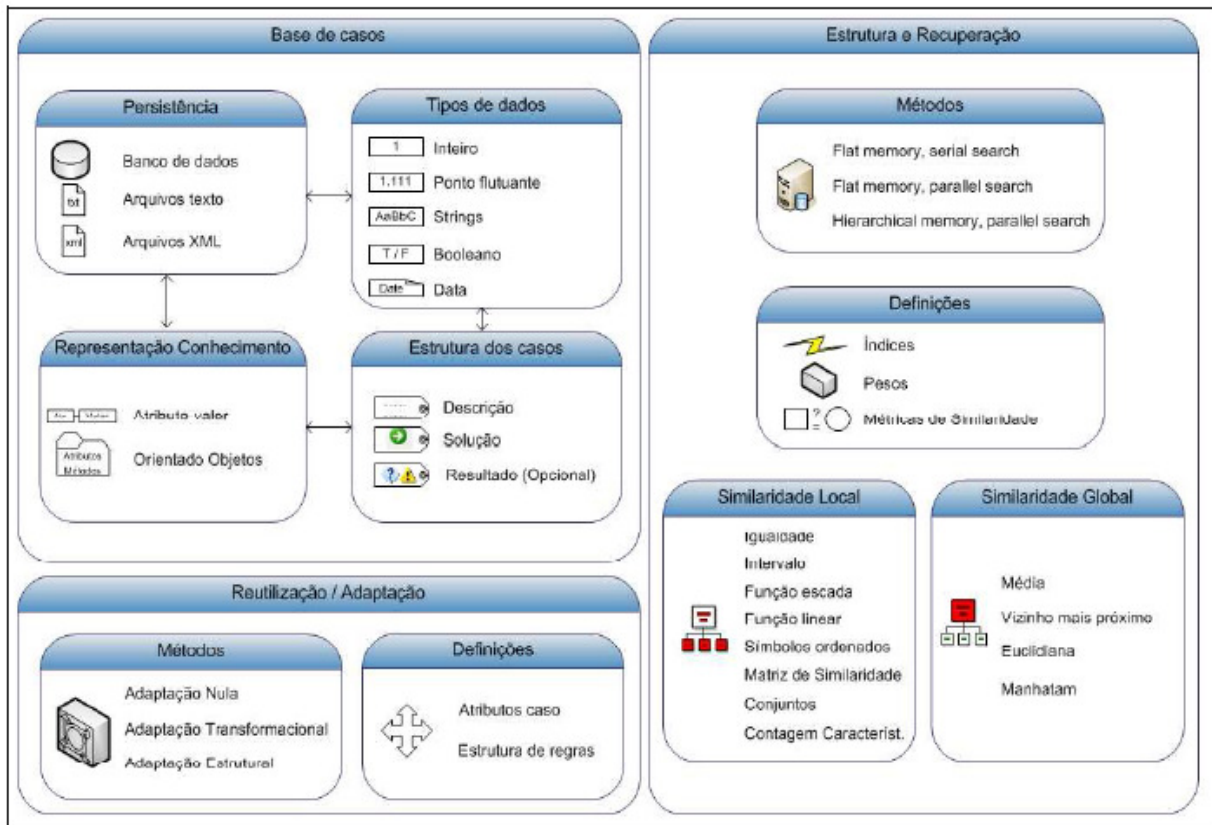 Base de casos
Persistência
Banco de dados
txt
Arquivos texto
xml
Arquivos XML
Tipos de dados
1 Inteiro
1.111 Ponto flutuante
AaBbC Strings
T / F Booleano
Date Data
Representação Conhecimento
Atributo valor
Atributos
Métodos
Orientado Objetos
Estrutura dos casos
Descrição
Solução
Resultado (Opcional)
Reutilização / Adaptação
Métodos
Adaptação Nula
Adaptação Transformacional
Adaptação Estrutural
Definições
Atributos caso
Estrutura de regras
Estrutura e Recuperação
Métodos
Flat memory, serial search
Flat memory, parallel search
Hierarchical memory, parallel search
Definições
Índices
Pesos
? = Métricas de Similaridade
Similaridade Local
Igualdade
Intervalo
Função escada
Função linear
Símbolos ordenados
Matriz de Similaridade
Conjuntos
Contagem Característ.
Similaridade Global
Média
Vizinho mais próximo
Euclidiana
Manhatam